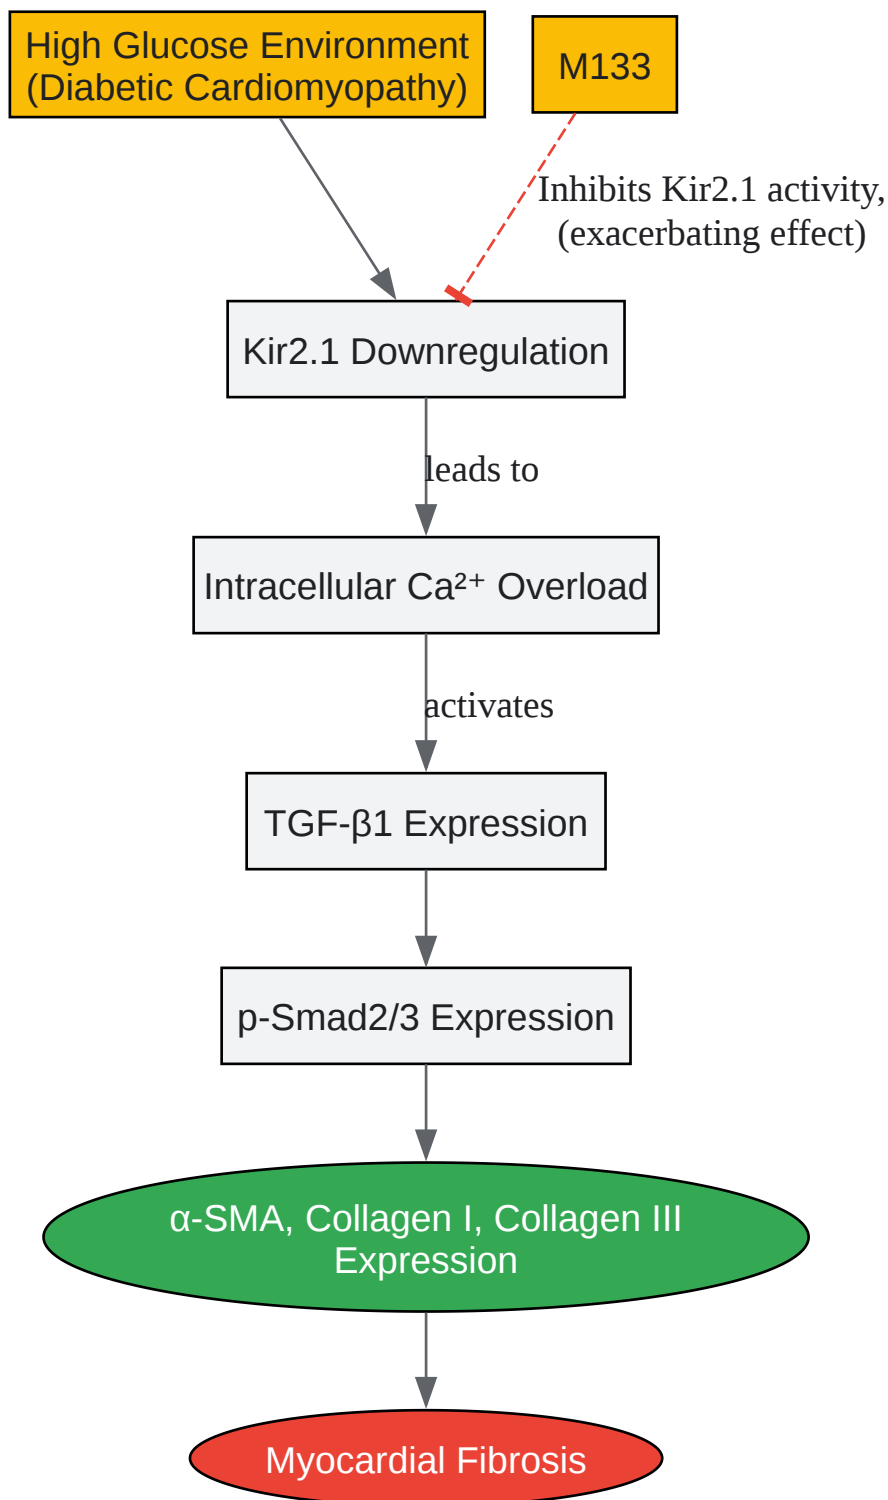 High Glucose Environment
(Diabetic Cardiomyopathy)
M133
Inhibits Kir2.1 activity,
(exacerbating effect)
Kir2.1 Downregulation
leads to
Intracellular Ca²⁺ Overload
activates
TGF-β1 Expression
p-Smad2/3 Expression
α-SMA, Collagen I, Collagen III
Expression
Myocardial Fibrosis